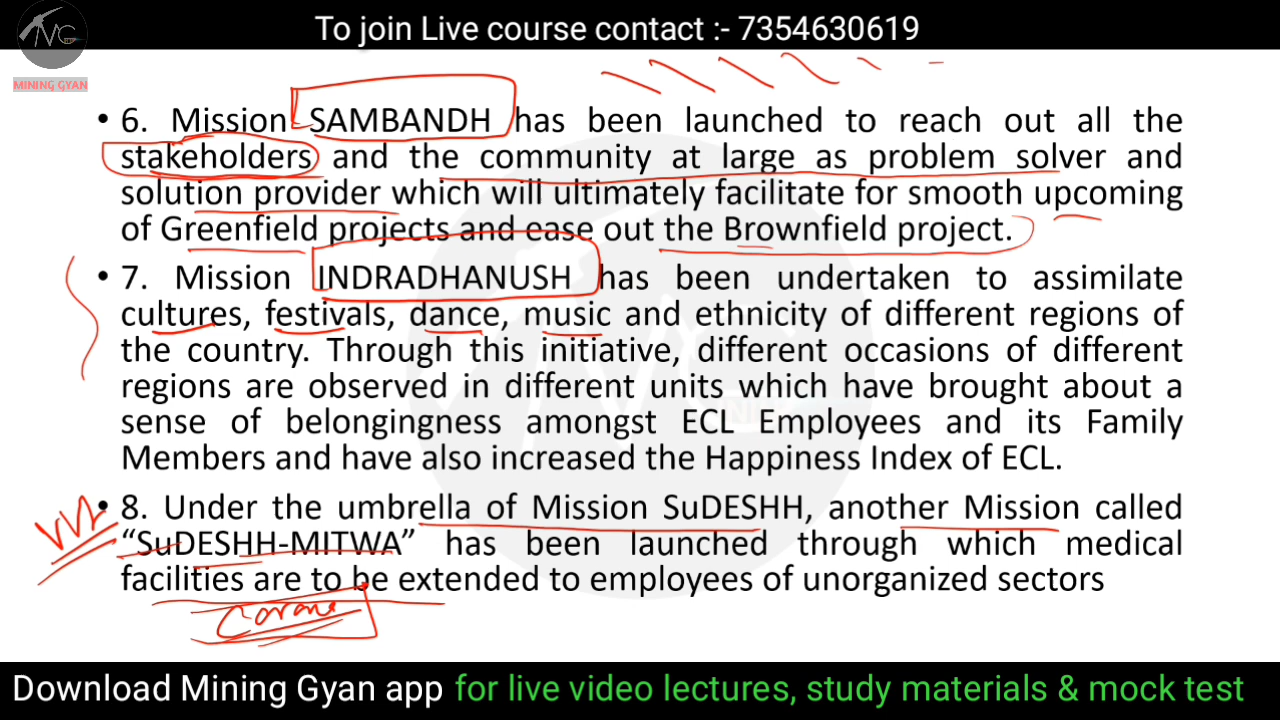 To join Live course contact :- 7354630619
MINING GYAN
• 6. Mission SAMBANDH has been launched to reach out all the
stakeholders and the community at large as problem solver and
solution provider which will ultimately facilitate for smooth upcoming
of Greenfield projects and ease out the Brownfield project.
• 7. Mission INDRADHANUSH has been undertaken to assimilate
cultures, festivals, dance, music and ethnicity of different regions of
the country. Through this initiative, different occasions of different
regions are observed in different units which have brought about a
sense of belongingness amongst ECL Employees and its Family
Members and have also increased the Happiness Index of ECL.
VVV
• 8. Under the umbrella of Mission SuDESHH, another Mission called
“SuDESHH-MITWA” has been launched through which medical
facilities are to be extended to employees of unorganized sectors
Corona
Download Mining Gyan app for live video lectures, study materials & mock test